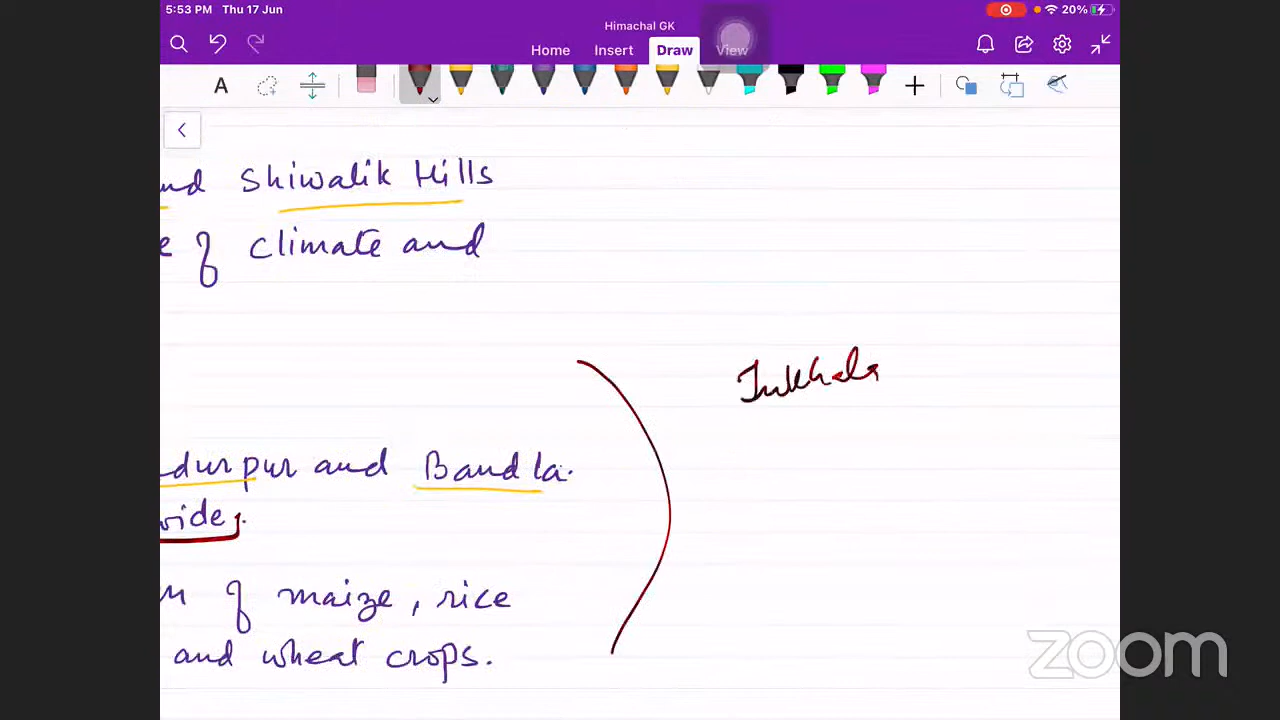 5:53 PM Thu 17 Jun
20%
Himachal GK
Home Insert Draw View
A
nd Shiwalik Hills
e of climate and
Jukhala
durpur and Bandla.
wide.
of maize, rice
and wheat crops.
zoom